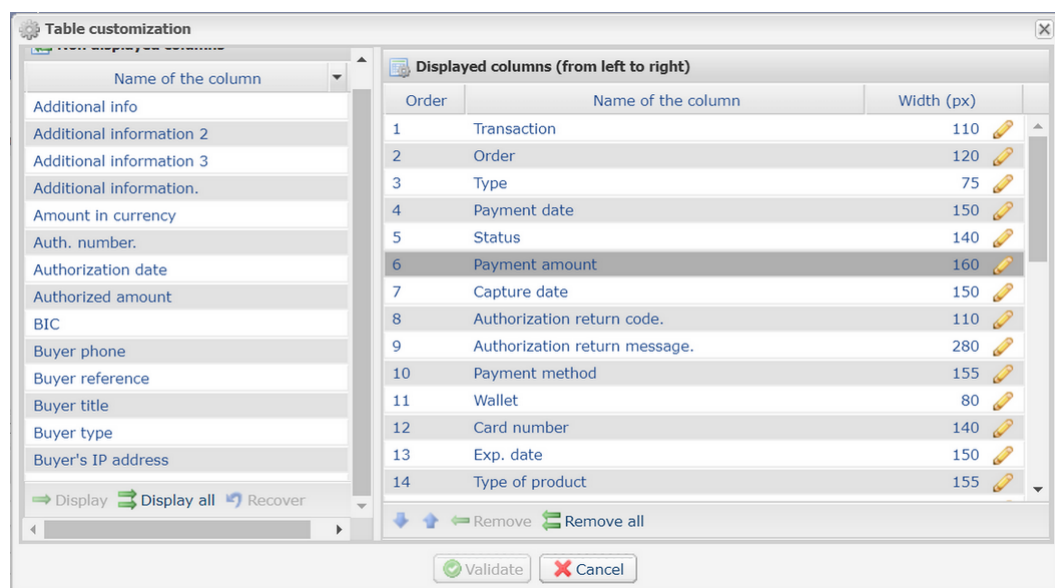 Table customization
Non displayed columns
Name of the column
Additional info
Additional information 2
Additional information 3
Additional information.
Amount in currency
Auth. number.
Authorization date
Authorized amount
BIC
Buyer phone
Buyer reference
Buyer title
Buyer type
Buyer's IP address
Display Display all Recover
Displayed columns (from left to right)
Order Name of the column Width (px)
1 Transaction 110
2 Order 120
3 Type 75
4 Payment date 150
5 Status 140
6 Payment amount 160
7 Capture date 150
8 Authorization return code. 110
9 Authorization return message. 280
10 Payment method 155
11 Wallet 80
12 Card number 140
13 Exp. date 150
14 Type of product 155
Remove Remove all
Validate Cancel